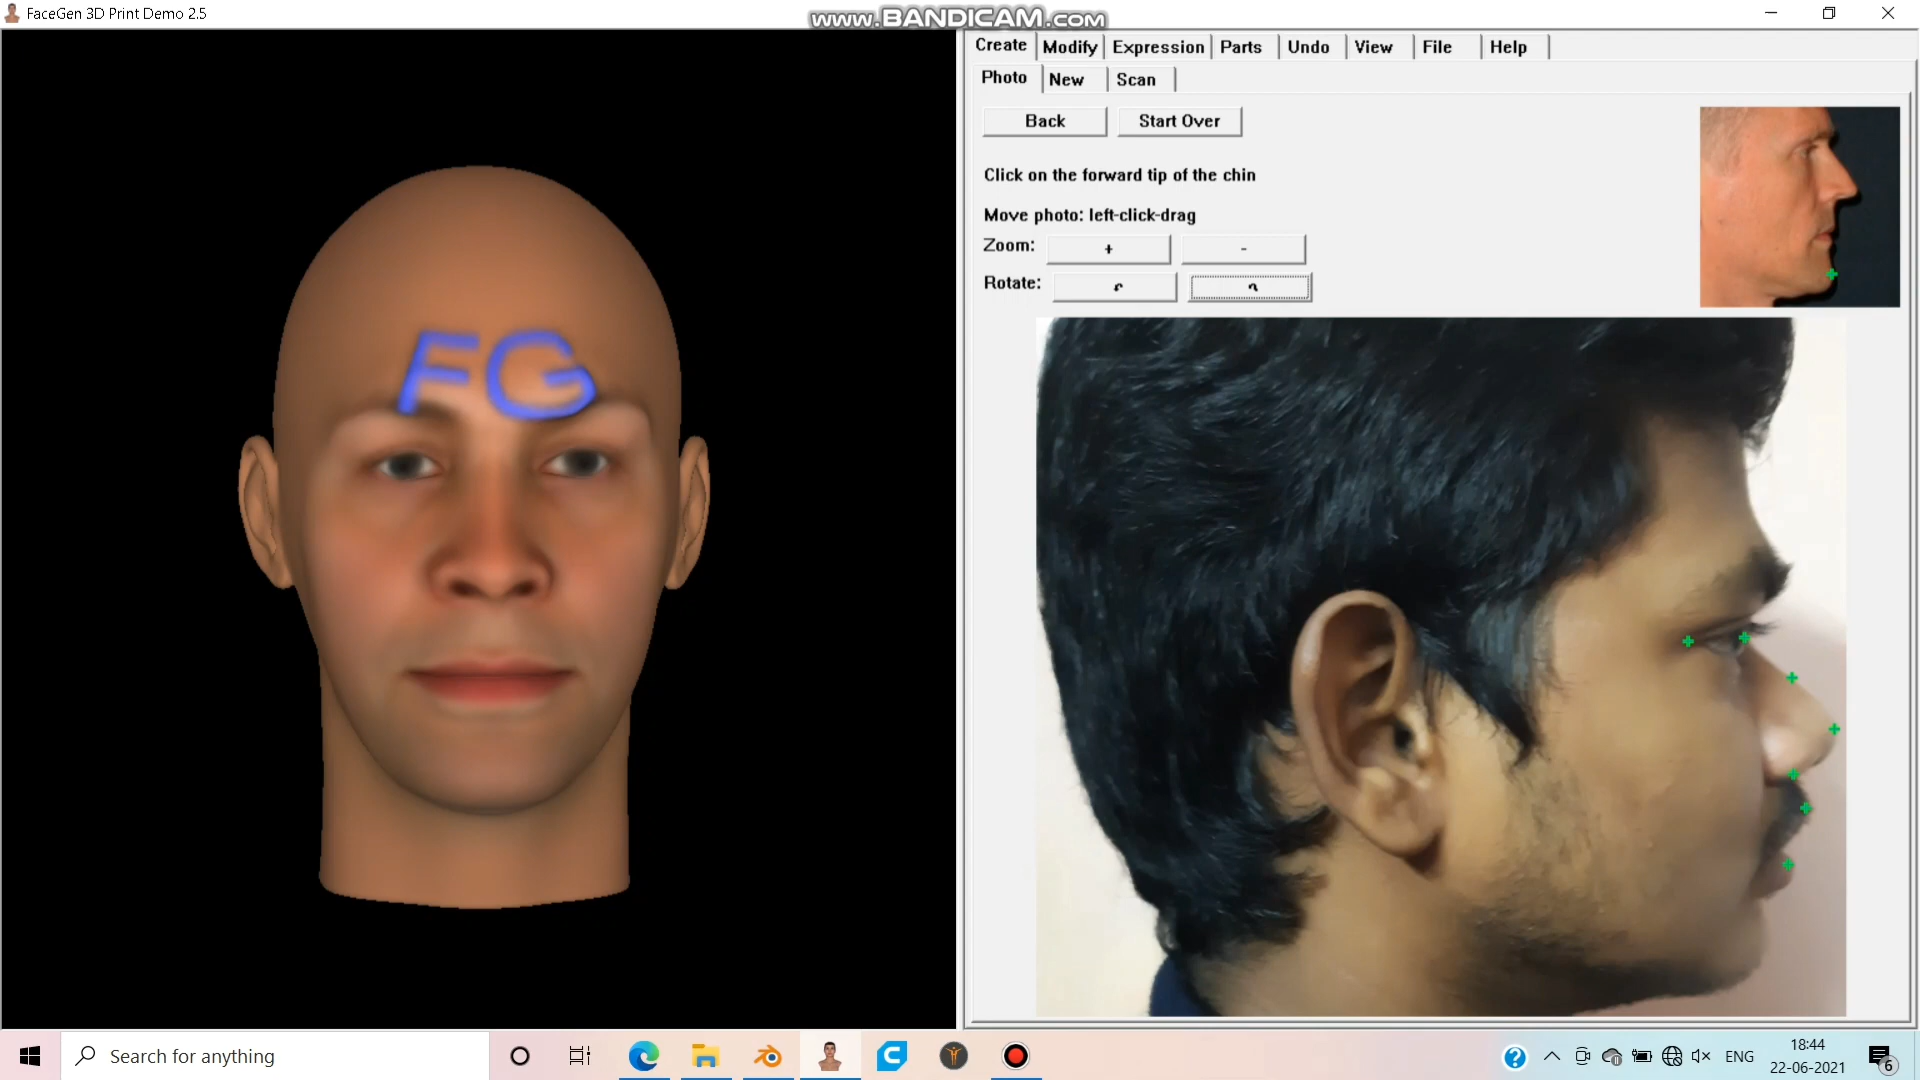 FaceGen 3D Print Demo 2.5
www.BANDICAM.COM
Create Modify Expression Parts Undo View File Help
Photo New Scan
Back Start Over
Click on the forward tip of the chin
Move photo: left-click-drag
Zoom: + -
Rotate:
FG
Search for anything
ENG
18:44
22-06-2021
6